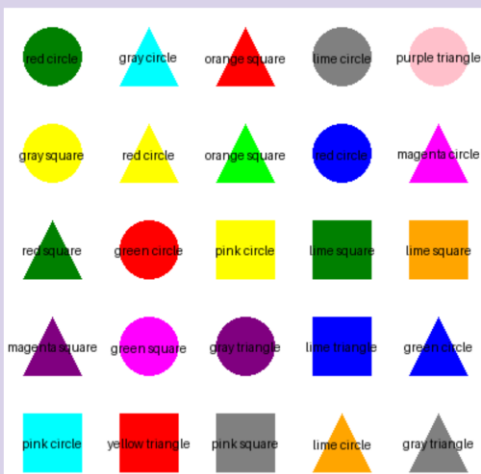 red circle gray circle orange square lime circle purple triangle
gray square red circle orange square red circle magenta circle
red square green circle pink circle lime square lime square
magenta square green square gray triangle lime triangle green circle
pink circle yellow triangle pink square lime circle gray triangle